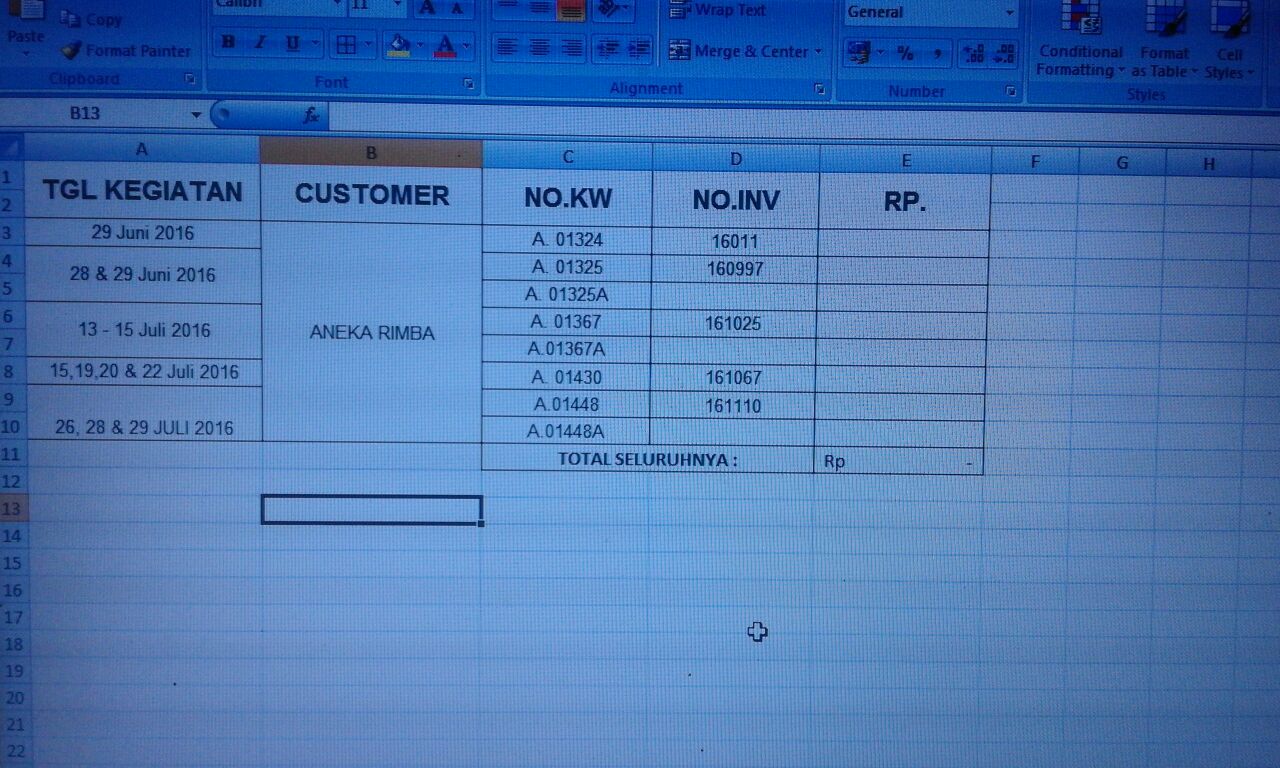 Calibri 11 A A Wrap Text General
Paste Copy
Format Painter B I U Merge & Center % , Conditional Formatting Format as Table Cell Styles
Clipboard Font Alignment Number Styles
B13 fx
A B C D E F G H
1 TGL KEGIATAN CUSTOMER NO.KW NO.INV RP.
2
3 29 Juni 2016 A. 01324 16011
4 28 & 29 Juni 2016 A. 01325 160997
5 A. 01325A
6 13 - 15 Juli 2016 ANEKA RIMBA A. 01367 161025
7 A.01367A
8 15,19,20 & 22 Juli 2016 A. 01430 161067
9 A.01448 161110
10 26, 28 & 29 JULI 2016 A.01448A
11 TOTAL SELURUHNYA : Rp -
12
13
14
15
16
17
18
19
20
21
22